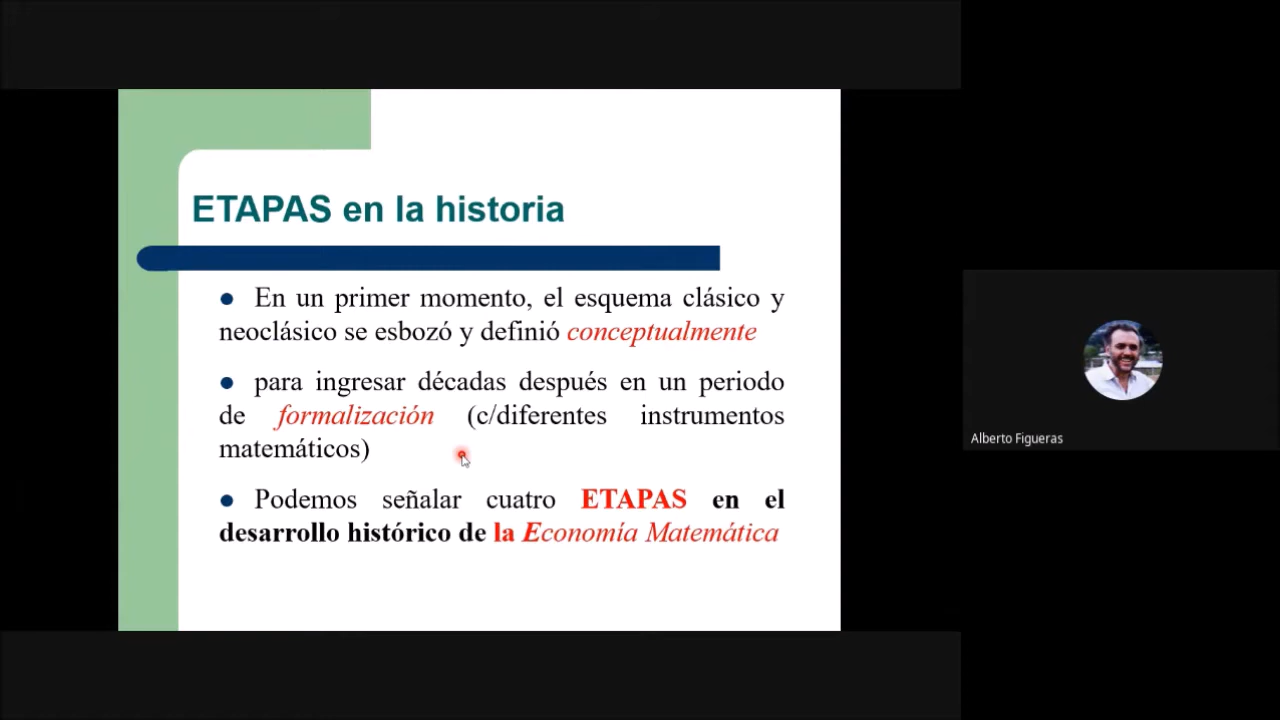 ETAPAS en la historia
● En un primer momento, el esquema clásico y
neoclásico se esbozó y definió conceptualmente
● para ingresar décadas después en un periodo
de formalización (c/diferentes instrumentos
matemáticos)
● Podemos señalar cuatro ETAPAS en el
desarrollo histórico de la Economía Matemática
Alberto Figueras